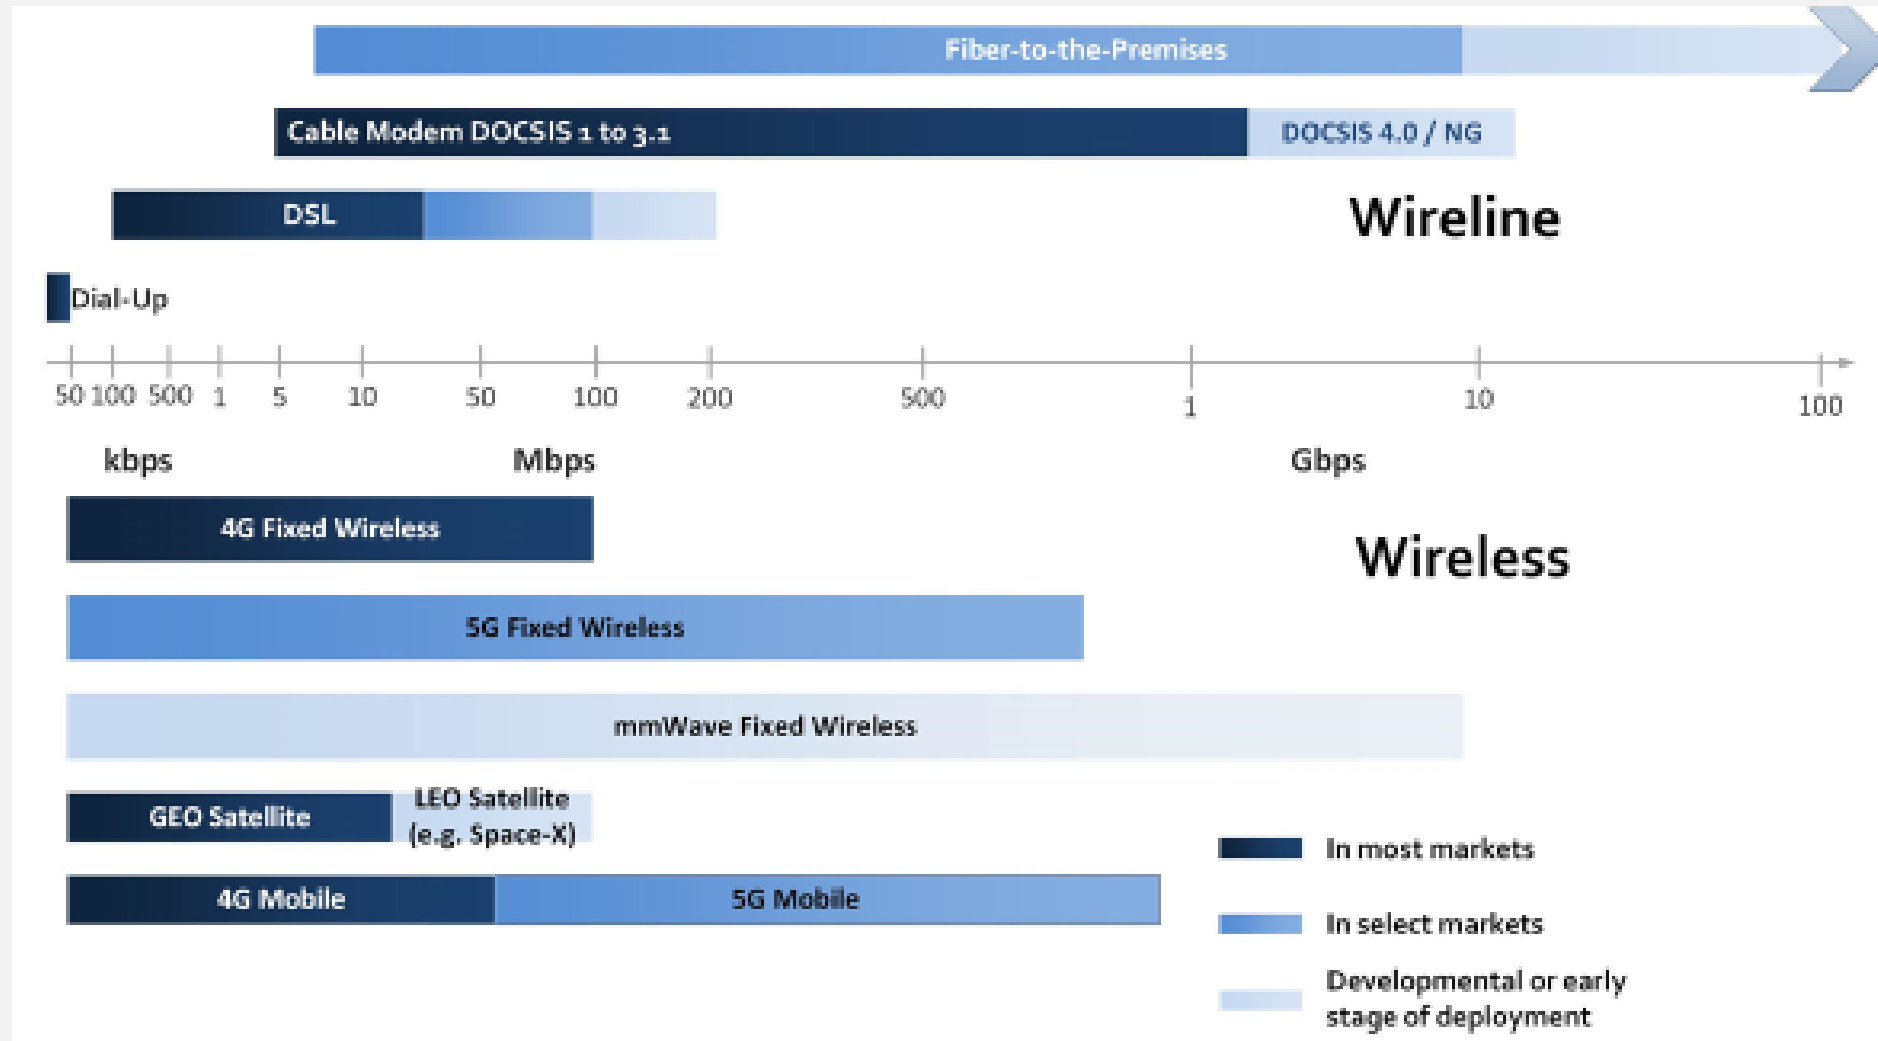 Fiber-to-the-Premises
Cable Modem DOCSIS 1 to 3.1
DOCSIS 4.0 / NG
DSL
Wireline
Dial-Up
50 100 500 1 5 10 50 100 200 500 1 10 100
kbps Mbps Gbps
4G Fixed Wireless
Wireless
5G Fixed Wireless
mmWave Fixed Wireless
GEO Satellite
LEO Satellite
(e.g. Space-X)
4G Mobile
5G Mobile
In most markets
In select markets
Developmental or early
stage of deployment